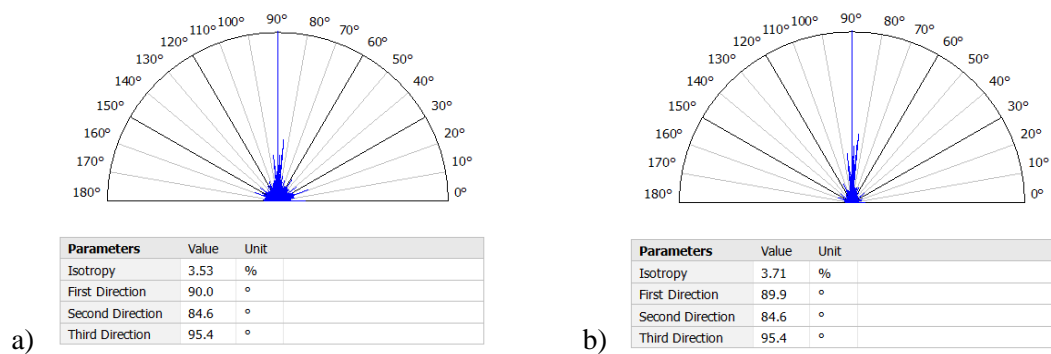 90°
100° 80°
110° 70°
120° 60°
130° 50°
140° 40°
150° 30°
160° 20°
170° 10°
180° 0°
Parameters Value Unit
Isotropy 3.53 %
First Direction 90.0 °
Second Direction 84.6 °
Third Direction 95.4 °
a)
90°
100° 80°
110° 70°
120° 60°
130° 50°
140° 40°
150° 30°
160° 20°
170° 10°
180° 0°
Parameters Value Unit
Isotropy 3.71 %
First Direction 89.9 °
Second Direction 84.6 °
Third Direction 95.4 °
b)